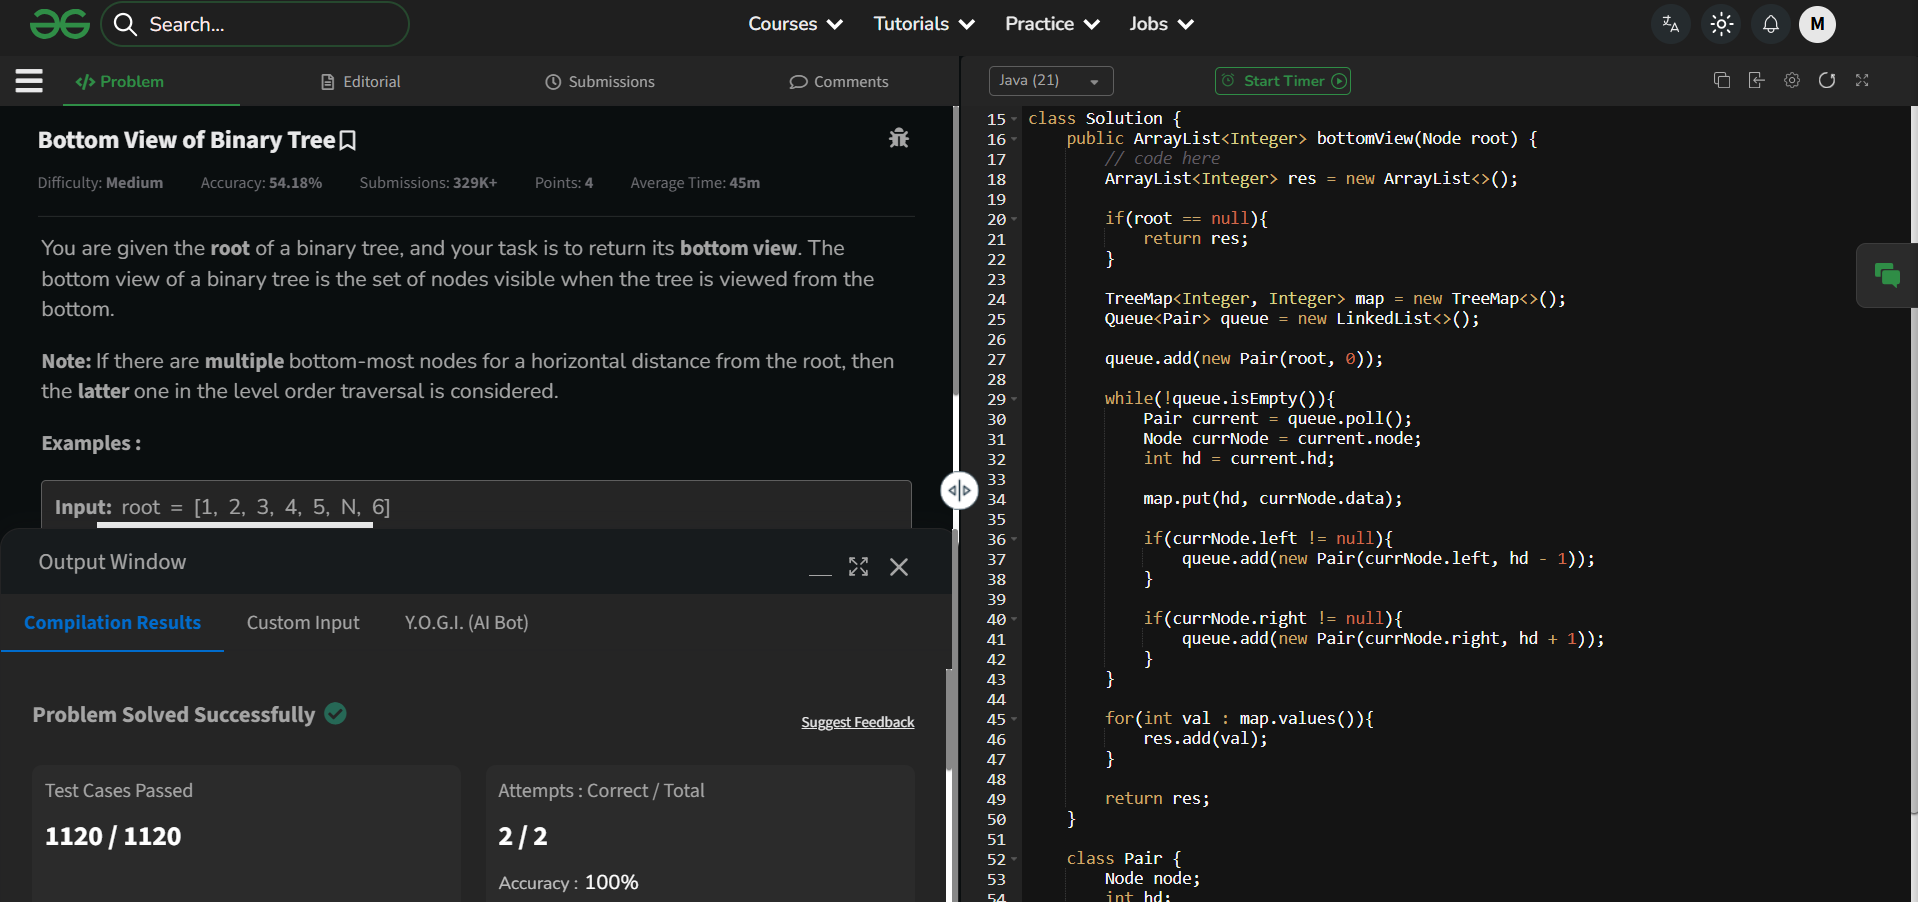 Search...
Courses
Tutorials
Practice
Jobs
M
Problem
Editorial
Submissions
Comments
Java (21)
Start Timer
Bottom View of Binary Tree
Difficulty: Medium
Accuracy: 54.18%
Submissions: 329K+
Points: 4
Average Time: 45m
You are given the root of a binary tree, and your task is to return its bottom view. The
bottom view of a binary tree is the set of nodes visible when the tree is viewed from the
bottom.
Note: If there are multiple bottom-most nodes for a horizontal distance from the root, then
the latter one in the level order traversal is considered.
Examples :
Input: root = [1, 2, 3, 4, 5, N, 6]
Output Window
Compilation Results
Custom Input
Y.O.G.I. (AI Bot)
Problem Solved Successfully
Suggest Feedback
Test Cases Passed
1120 / 1120
Attempts : Correct / Total
2 / 2
Accuracy : 100%
15 class Solution {
16     public ArrayList<Integer> bottomView(Node root) {
17         // code here
18         ArrayList<Integer> res = new ArrayList<>();
19
20         if(root == null){
21             return res;
22         }
23
24         TreeMap<Integer, Integer> map = new TreeMap<>();
25         Queue<Pair> queue = new LinkedList<>();
26
27         queue.add(new Pair(root, 0));
28
29         while(!queue.isEmpty()){
30             Pair current = queue.poll();
31             Node currNode = current.node;
32             int hd = current.hd;
33
34             map.put(hd, currNode.data);
35
36             if(currNode.left != null){
37                 queue.add(new Pair(currNode.left, hd - 1));
38             }
39
40             if(currNode.right != null){
41                 queue.add(new Pair(currNode.right, hd + 1));
42             }
43         }
44
45         for(int val : map.values()){
46             res.add(val);
47         }
48
49         return res;
50     }
51
52     class Pair {
53         Node node;
54         int hd;